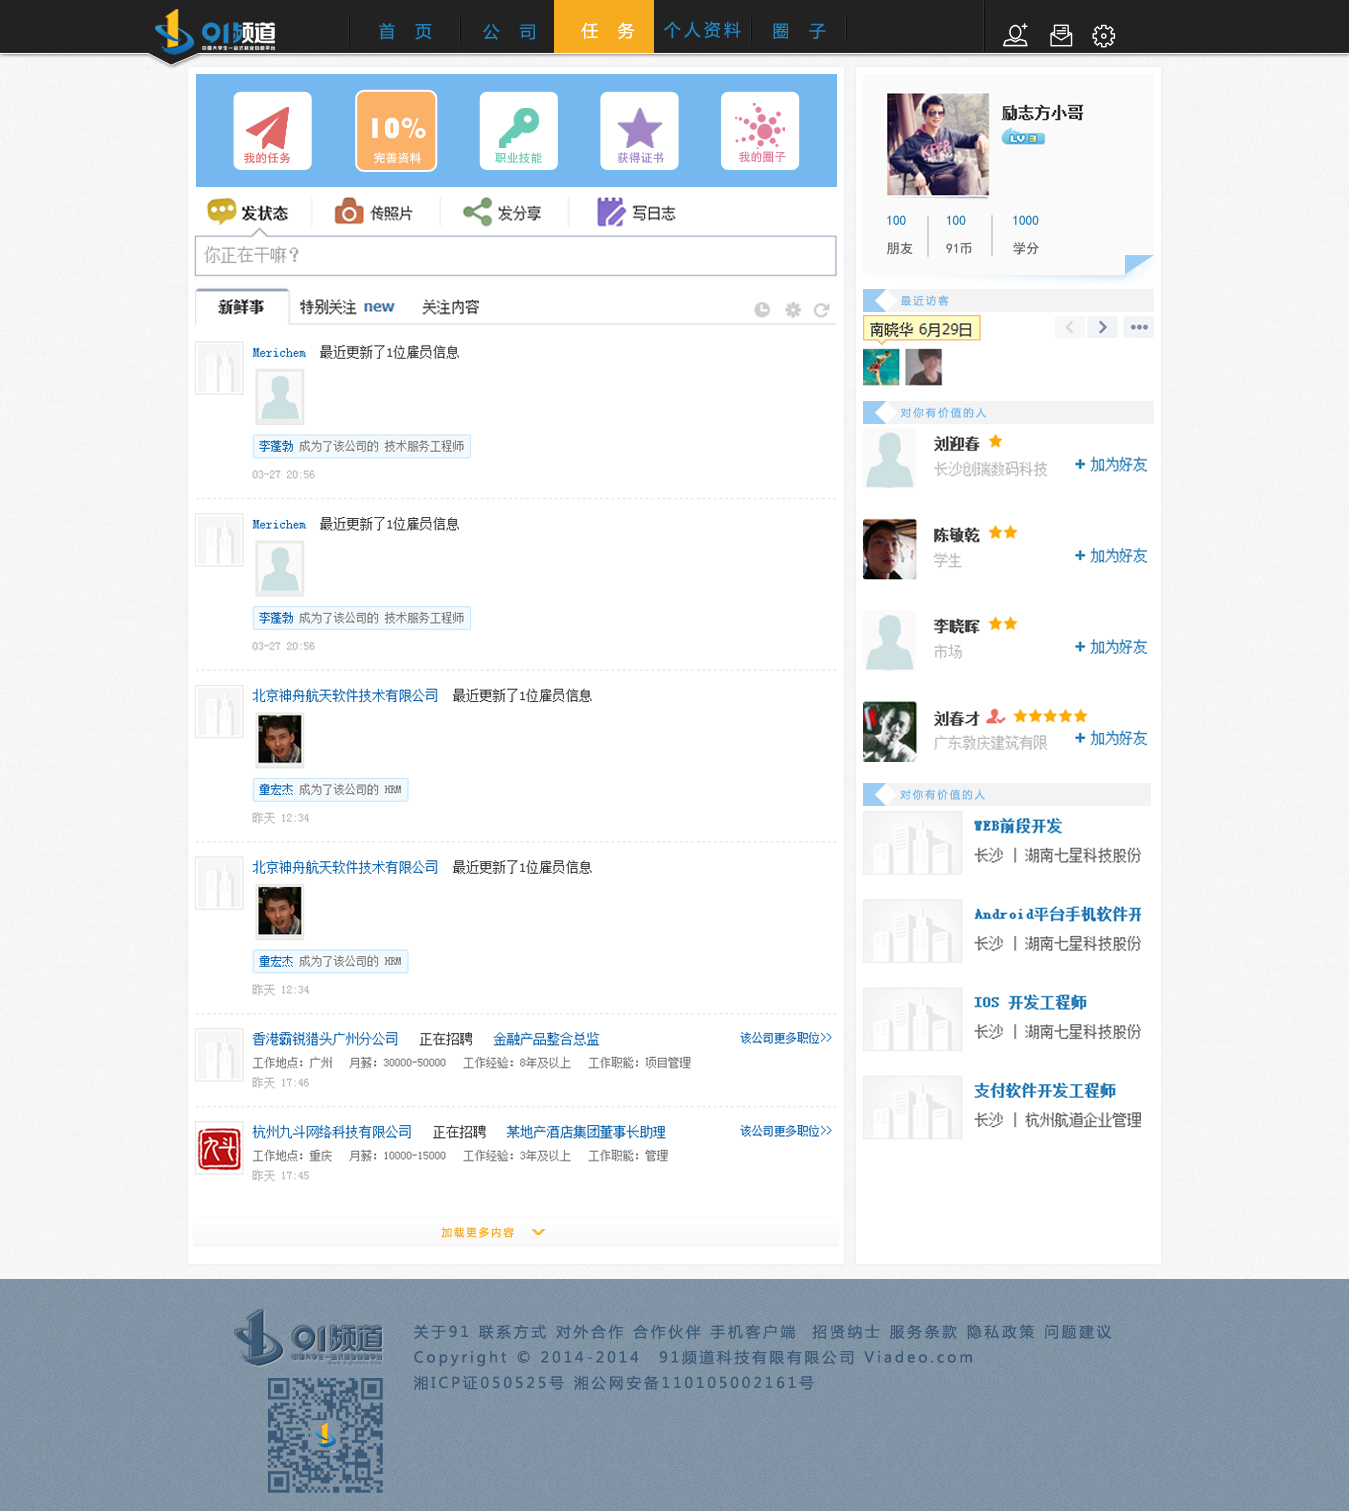 91频道
中国大学生一站式就业创意平台
首 页
公 司
任 务
个人资料
圈 子
我的任务
10%
完善资料
职业技能
获得证书
我的圈子
发状态
传照片
发分享
写日志
你正在干嘛?
新鲜事 特别关注 new 关注内容
Merichem 最近更新了1位雇员信息
李蓬勃 成为了该公司的 技术服务工程师
03-27 20:56
Merichem 最近更新了1位雇员信息
李蓬勃 成为了该公司的 技术服务工程师
03-27 20:56
北京神舟航天软件技术有限公司 最近更新了1位雇员信息
童宏杰 成为了该公司的 HRM
昨天 12:34
北京神舟航天软件技术有限公司 最近更新了1位雇员信息
童宏杰 成为了该公司的 HRM
昨天 12:34
香港霸锐猎头广州分公司 正在招聘 金融产品整合总监 该公司更多职位>>
工作地点: 广州 月薪: 30000-50000 工作经验: 8年及以上 工作职能: 项目管理
昨天 17:46
九斗
杭州九斗网络科技有限公司 正在招聘 某地产酒店集团董事长助理 该公司更多职位>>
工作地点: 重庆 月薪: 10000-15000 工作经验: 3年及以上 工作职能: 管理
昨天 17:45
加载更多内容
励志方小哥
LV 3
100 100 1000
朋友 91币 学分
最近访客
南晓华 6月29日
对你有价值的人
刘迎春
长沙创瑞数码科技
+ 加为好友
陈敏乾
学生
+ 加为好友
李晓晖
市场
+ 加为好友
刘春才
广东敦庆建筑有限
+ 加为好友
对你有价值的人
WEB前段开发
长沙 | 湖南七星科技股份
Android平台手机软件开
长沙 | 湖南七星科技股份
IOS 开发工程师
长沙 | 湖南七星科技股份
支付软件开发工程师
长沙 | 杭州航道企业管理
91频道
关于91 联系方式 对外合作 合作伙伴 手机客户端 招贤纳士 服务条款 隐私政策 问题建议
Copyright © 2014-2014 91频道科技有限有限公司 Viadeo.com
湘ICP证050525号 湘公网安备110105002161号